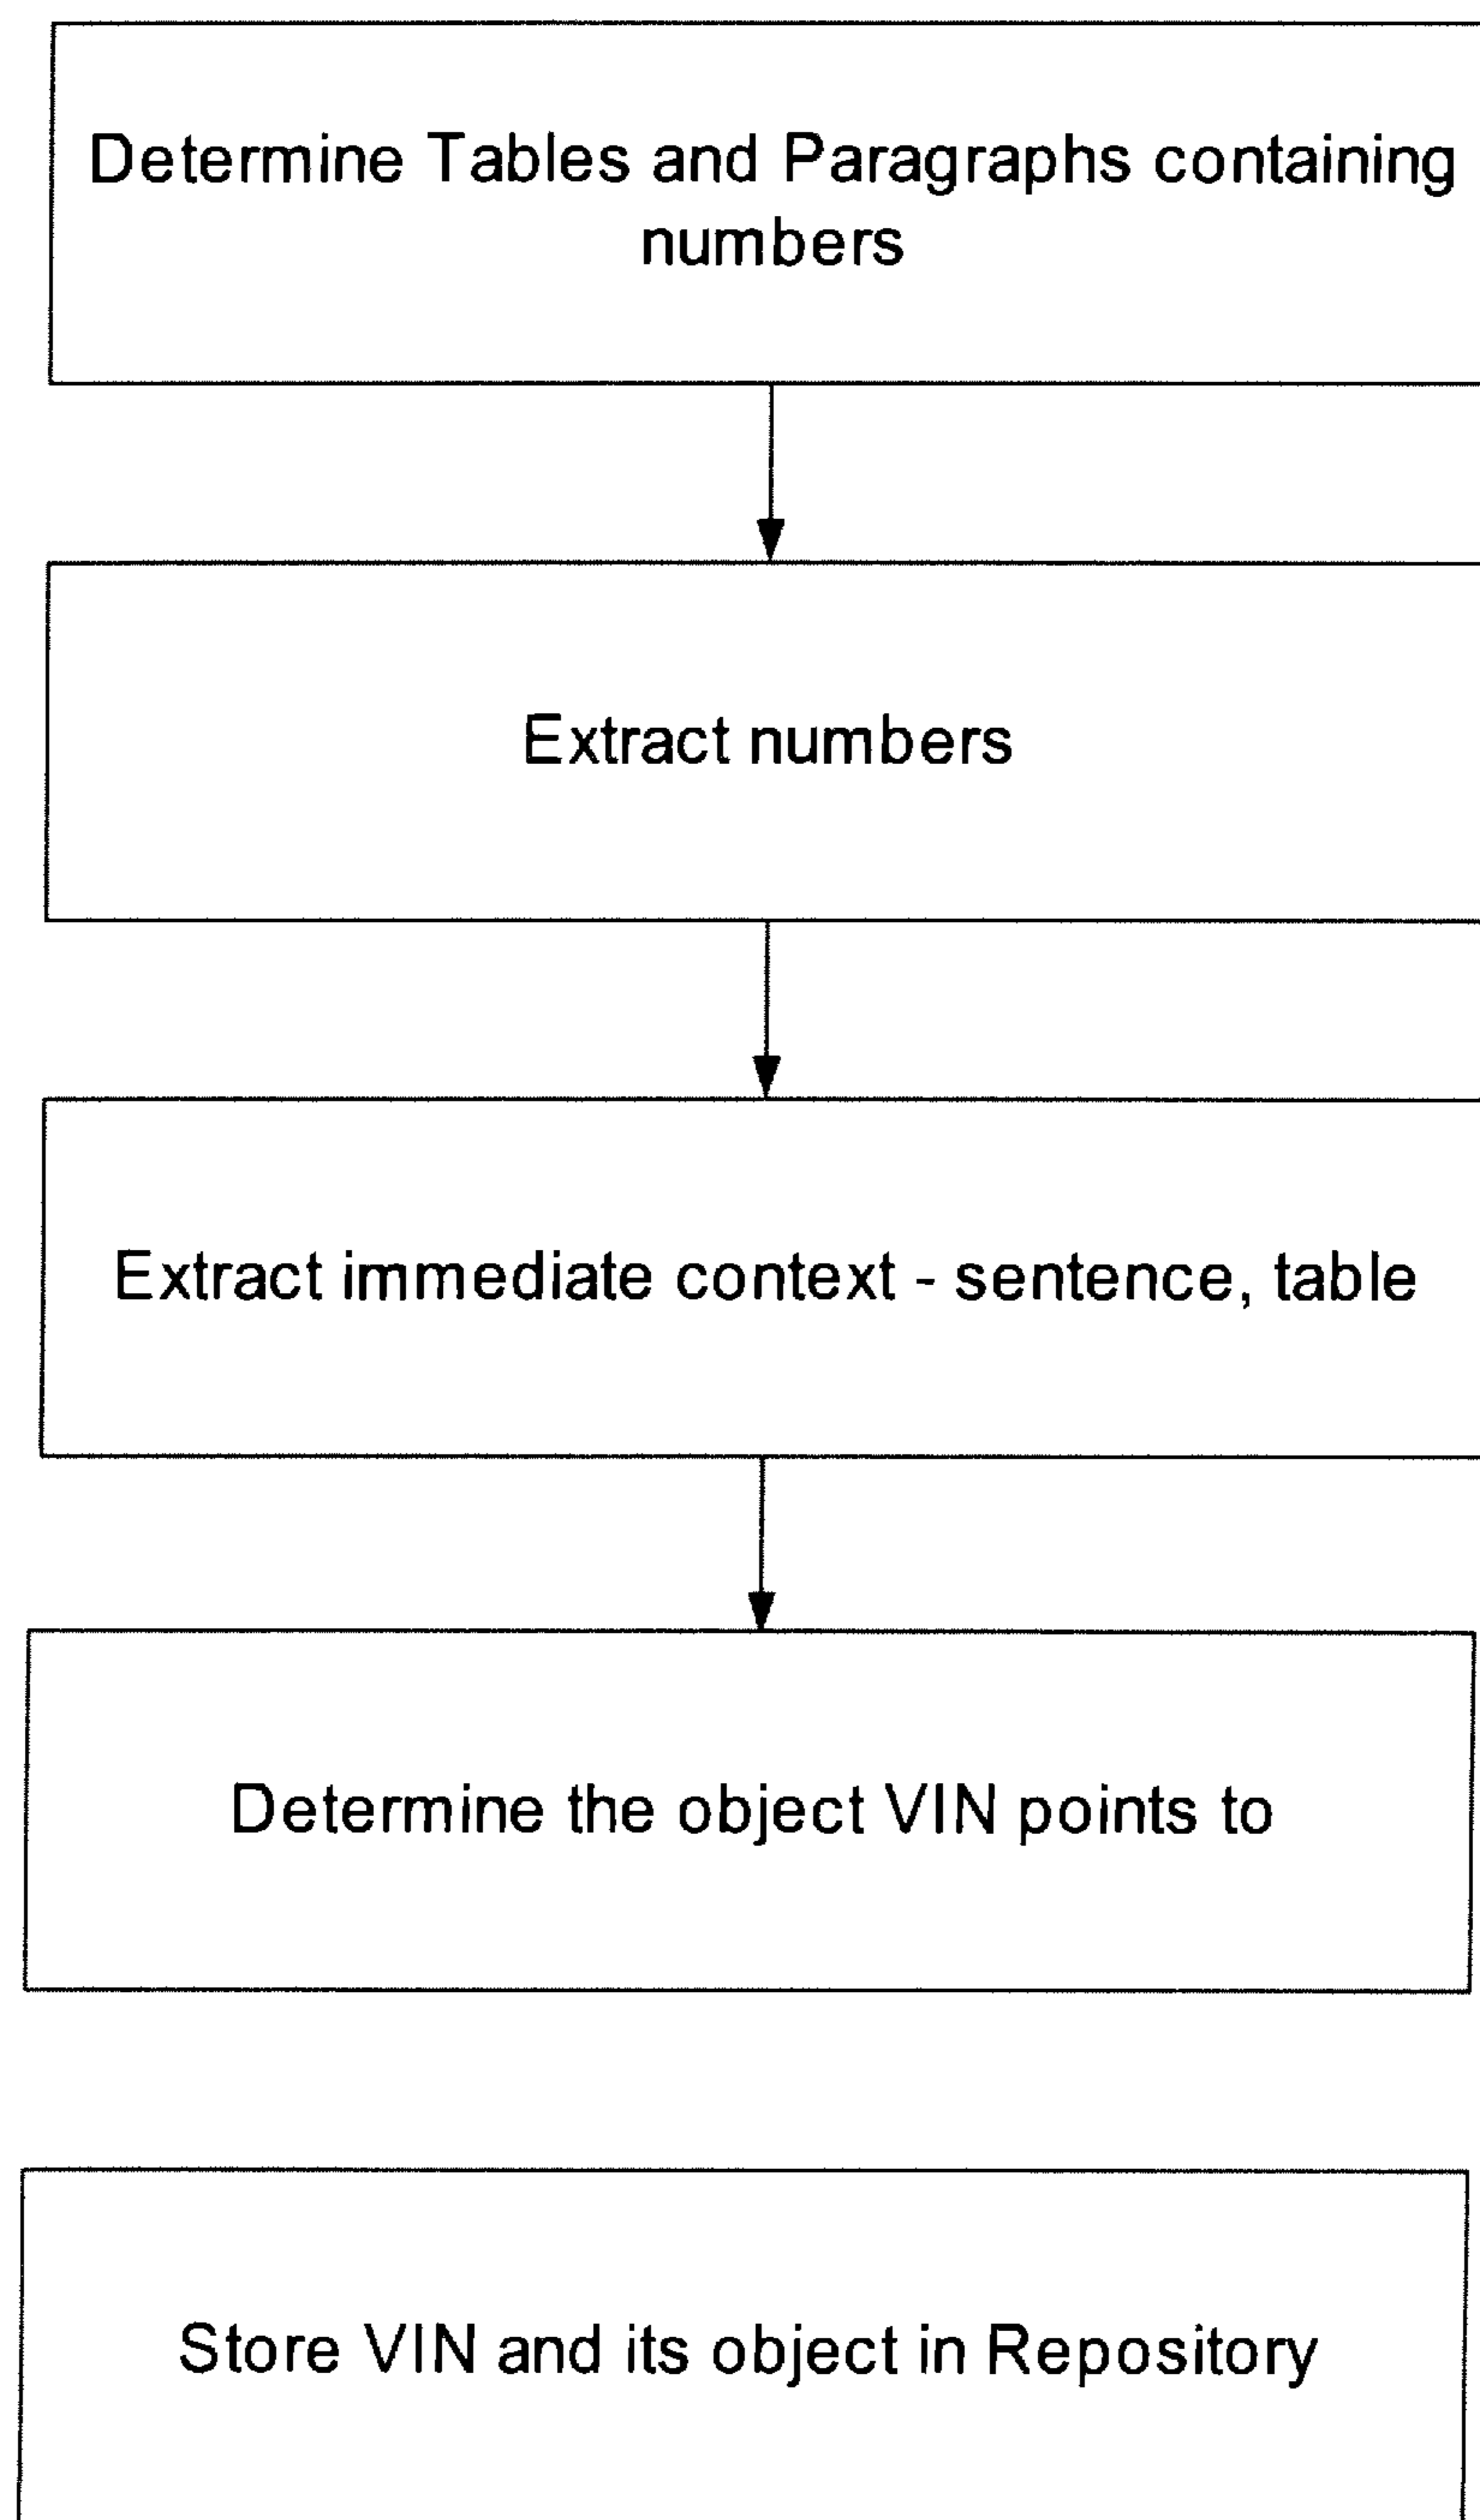 Determine Tables and Paragraphs containing
numbers
Extract numbers
Extract immediate context - sentence, table
Determine the object VIN points to
Store VIN and its object in Repository